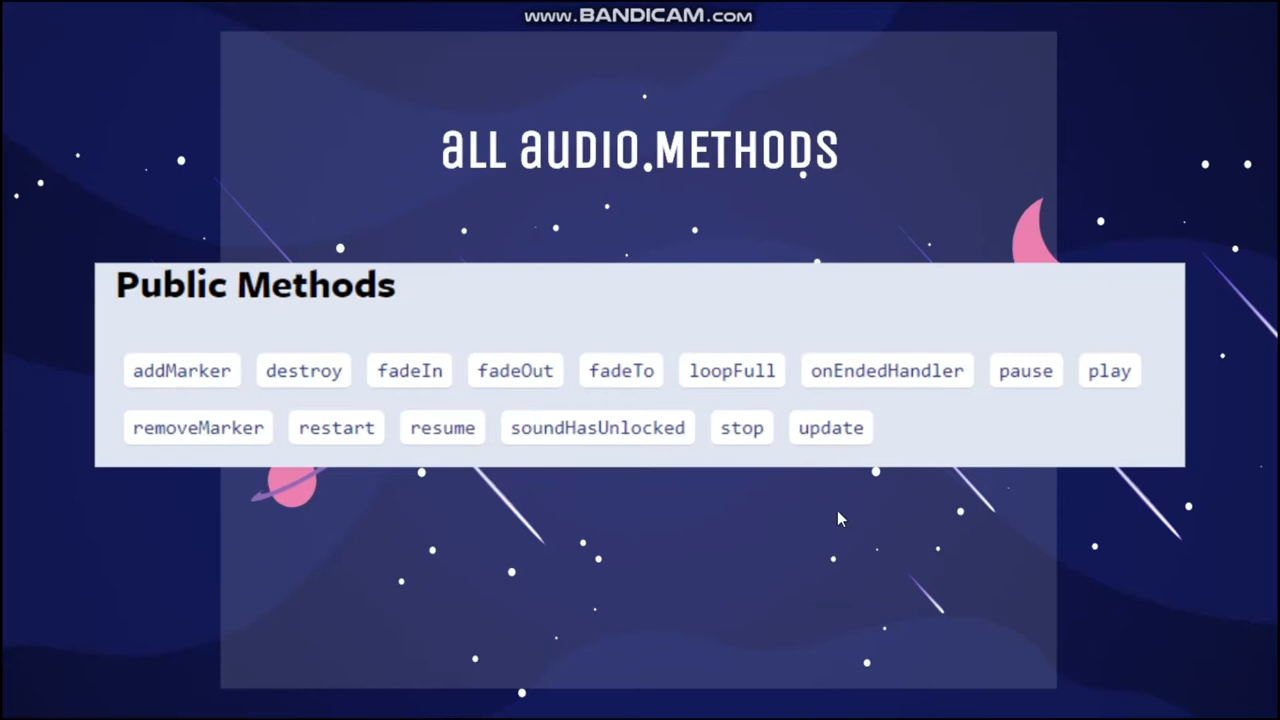 www.BANDICAM.com
all audio.METHODS
Public Methods
addMarker destroy fadeIn fadeOut fadeTo loopFull onEndedHandler pause play
removeMarker restart resume soundHasUnlocked stop update